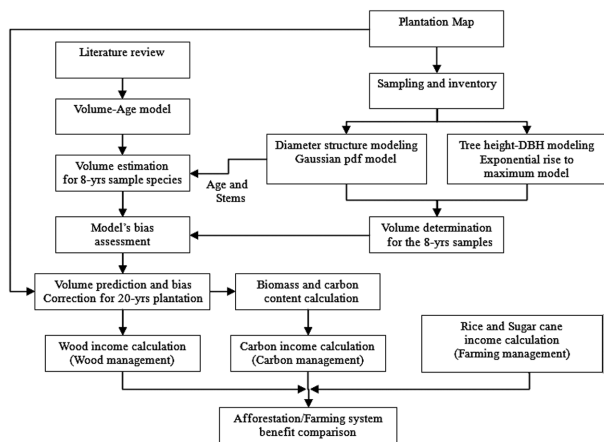 Plantation Map
Literature review
Sampling and inventory
Volume-Age model
Diameter structure modeling
Gaussian pdf model
Tree height-DBH modeling
Exponential rise to
maximum model
Volume estimation
for 8-yrs sample species
Age and
Stems
Model's bias
assessment
Volume determination
for the 8-yrs samples
Volume prediction and bias
Correction for 20-yrs plantation
Biomass and carbon
content calculation
Wood income calculation
(Wood management)
Carbon income calculation
(Carbon management)
Rice and Sugar cane
income calculation
(Farming management)
Afforestation/Farming system
benefit comparison